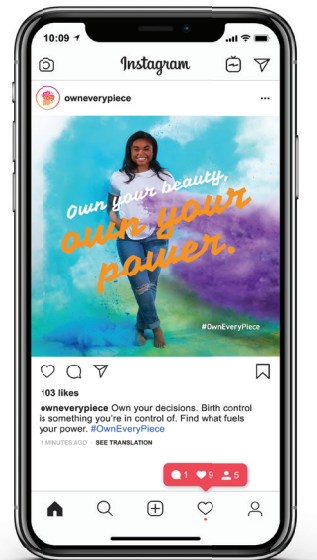 10:09
Instagram
owneverypiece
Own your beauty,
own your
power.
#OwnEveryPiece
103 likes
owneverypiece Own your decisions. Birth control
is something you're in control of. Find what fuels
your power. #OwnEveryPiece
MINUTES AGO · SEE TRANSLATION
1 5